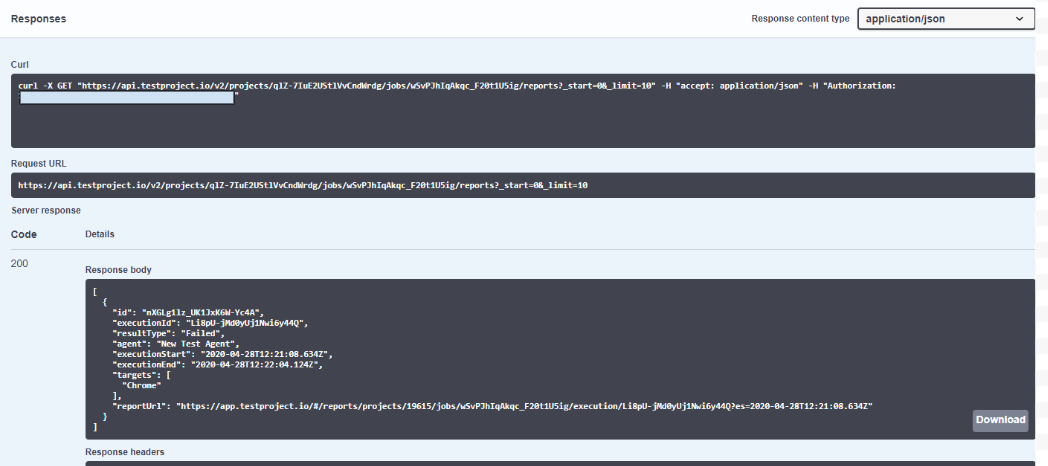 Responses
Response content type application/json
Curl
curl -X GET "https://api.testproject.io/v2/projects/qlZ-7IuE2UStlVvCndWrdg/jobs/wSvPJhIqAkqc_F20t1U5ig/reports?_start=0&_limit=10" -H "accept: application/json" -H "Authorization:
"
Request URL
https://api.testproject.io/v2/projects/qlZ-7IuE2UStlVvCndWrdg/jobs/wSvPJhIqAkqc_F20t1U5ig/reports?_start=0&_limit=10
Server response
Code Details
200
Response body
[
{
"id": "nXGLg1lz_UK1JxK6W-Yc4A",
"executionId": "Li8pU-jMd0yUj1Nwi6y44Q",
"resultType": "Failed",
"agent": "New Test Agent",
"executionStart": "2020-04-28T12:21:08.634Z",
"executionEnd": "2020-04-28T12:22:04.124Z",
"targets": [
"Chrome"
],
"reportUrl": "https://app.testproject.io/#/reports/projects/19615/jobs/wSvPJhIqAkqc_F20t1U5ig/execution/Li8pU-jMd0yUj1Nwi6y44Q?es=2020-04-28T12:21:08.634Z"
}
]
Download
Response headers